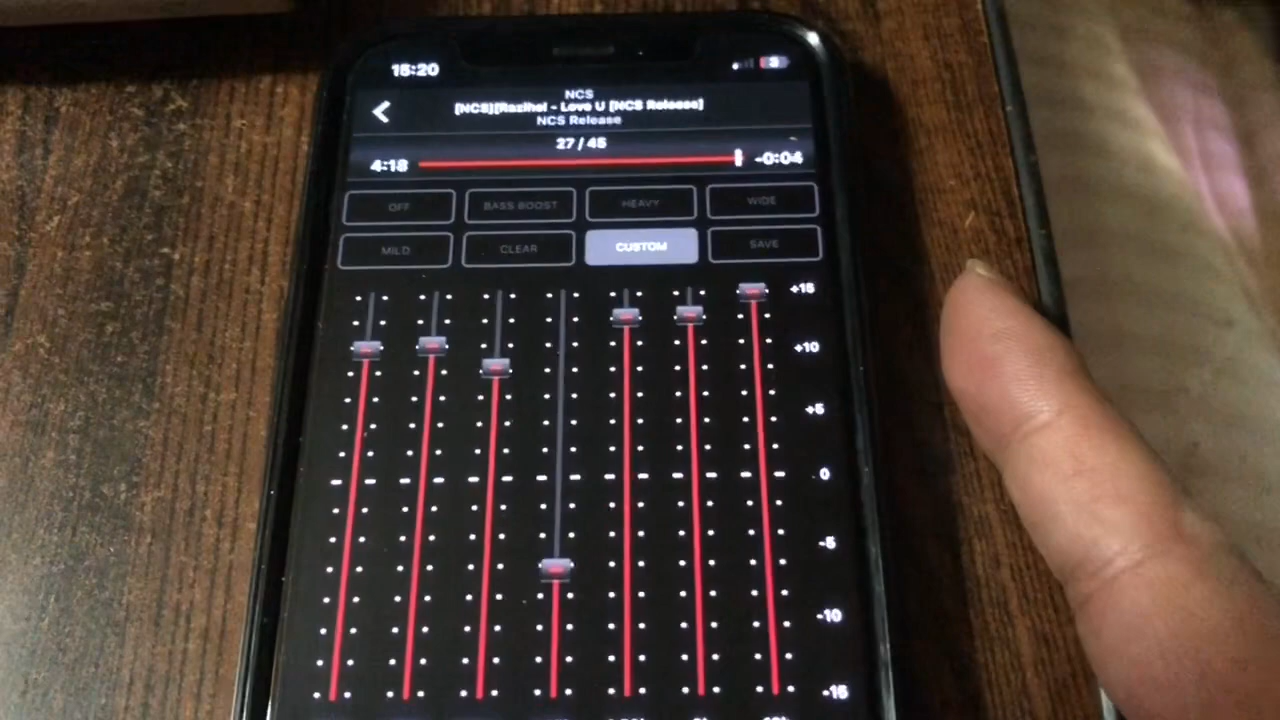 15:20
3
NCS
[NCS][Razihel - Love U [NCS Release]
NCS Release
27 / 45
4:18
-0:04
OFF
BASS BOOST
HEAVY
WIDE
MILD
CLEAR
CUSTOM
SAVE
+15
+10
+5
0
-5
-10
-15